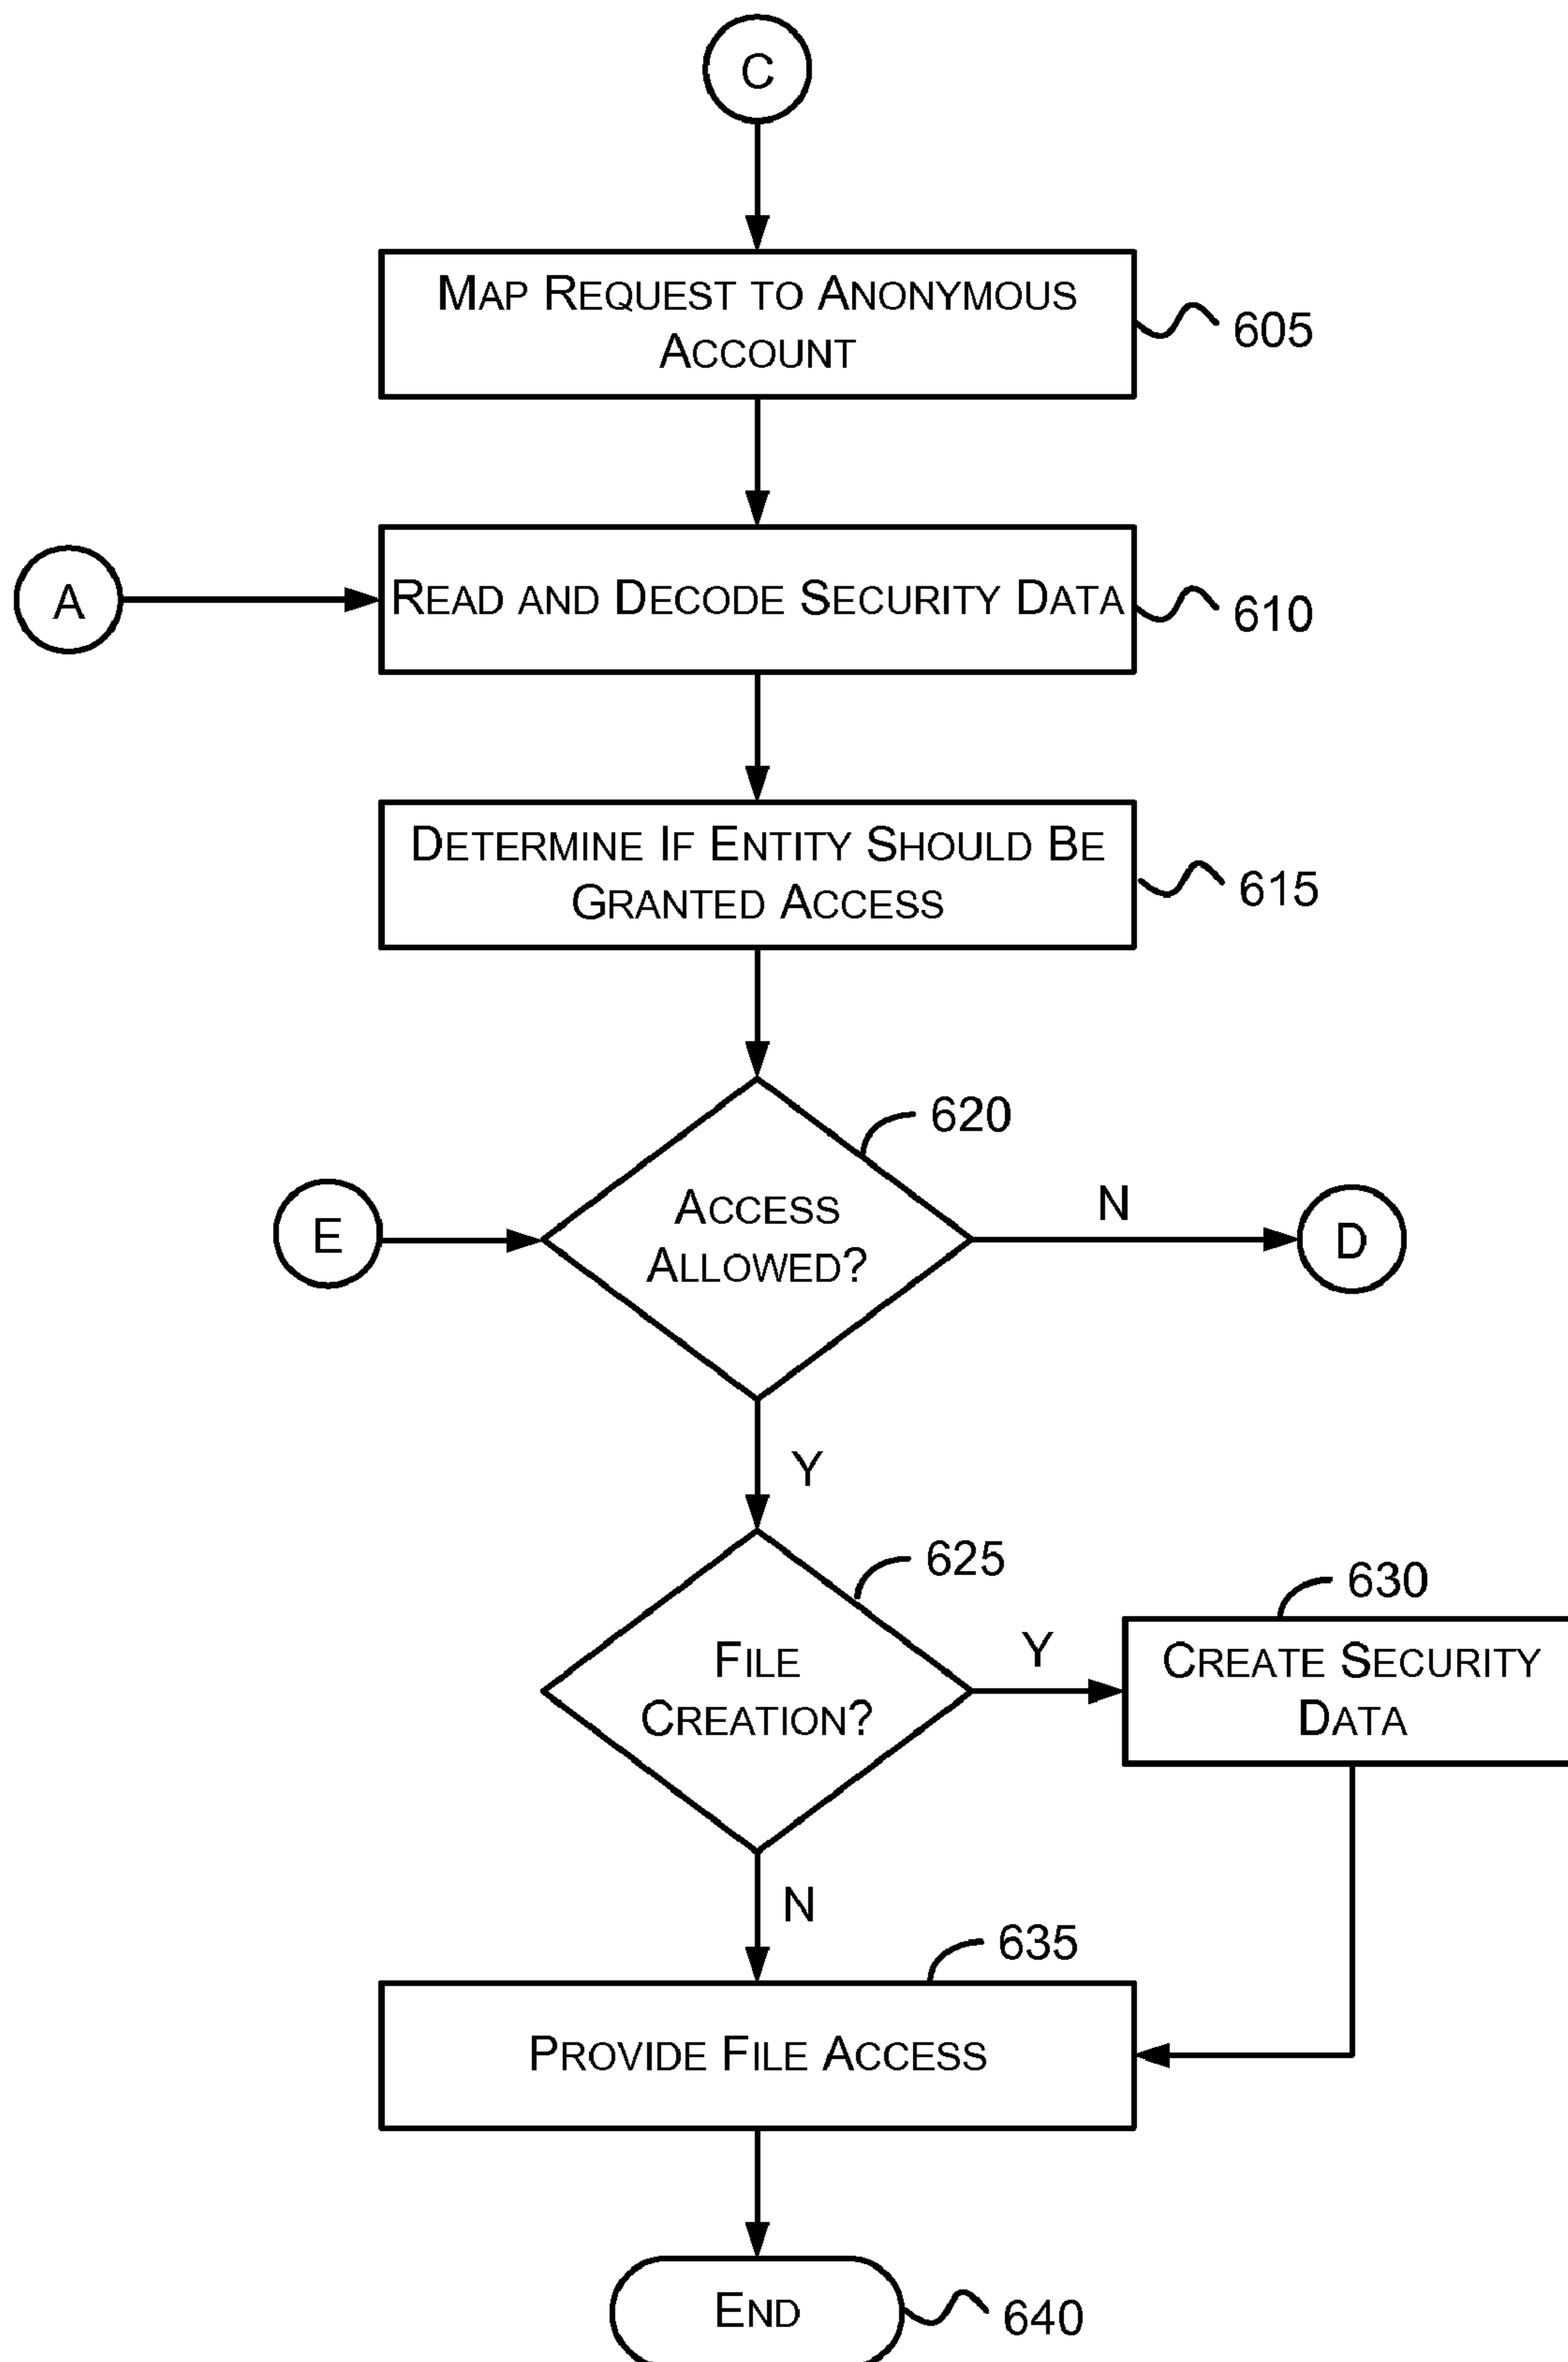 C
MAP REQUEST TO ANONYMOUS
ACCOUNT
605
A
READ AND DECODE SECURITY DATA
610
DETERMINE IF ENTITY SHOULD BE
GRANTED ACCESS
615
620
E
ACCESS
ALLOWED?
N
D
Y
625
630
FILE
CREATION?
Y
CREATE SECURITY
DATA
N
635
PROVIDE FILE ACCESS
END
640